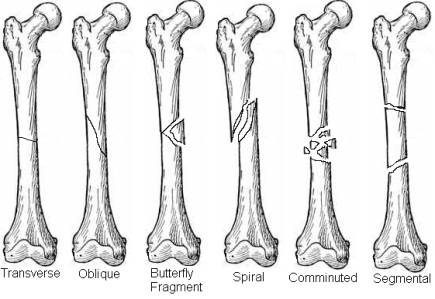 Transverse
Oblique
Butterfly
Fragment
Spiral
Comminuted
Segmental